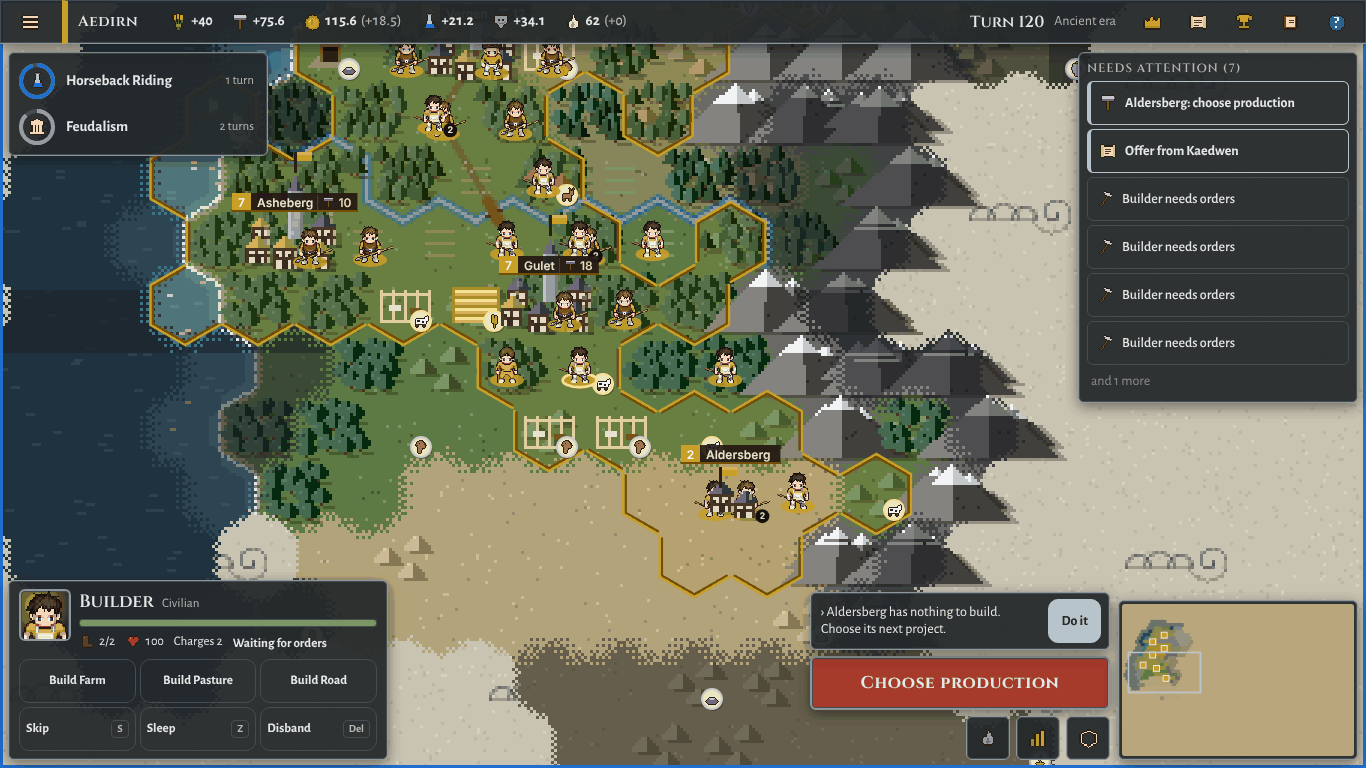 AEDIRN +40 +75.6 115.6 (+18.5) +21.2 +34.1 62 (+0) TURN 120 Ancient era ?
Horseback Riding 1 turn
Feudalism 2 turns
NEEDS ATTENTION (7)
Aldersberg: choose production
Offer from Kaedwen
Builder needs orders
Builder needs orders
Builder needs orders
Builder needs orders
and 1 more
2
7 Asheberg 10
7 Gulet 18
2 Aldersberg
2
BUILDER Civilian
2/2 100 Charges 2 Waiting for orders
Build Farm Build Pasture Build Road
Skip S Sleep Z Disband Del
› Aldersberg has nothing to build.
Choose its next project.
Do it
CHOOSE PRODUCTION